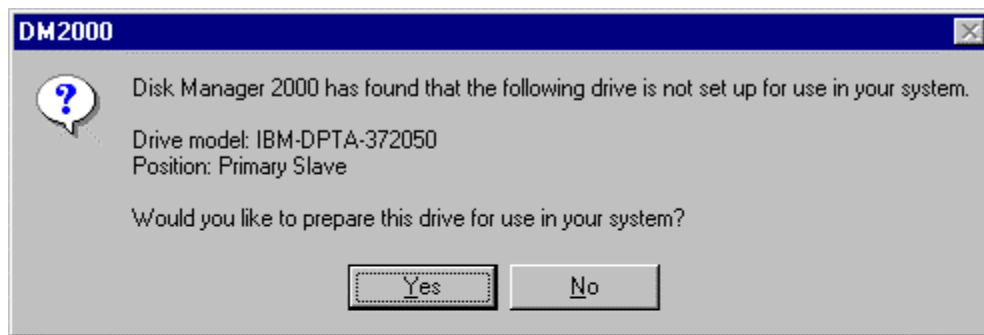 DM2000
Disk Manager 2000 has found that the following drive is not set up for use in your system.
Drive model: IBM-DPTA-372050
Position: Primary Slave
Would you like to prepare this drive for use in your system?
Yes
No